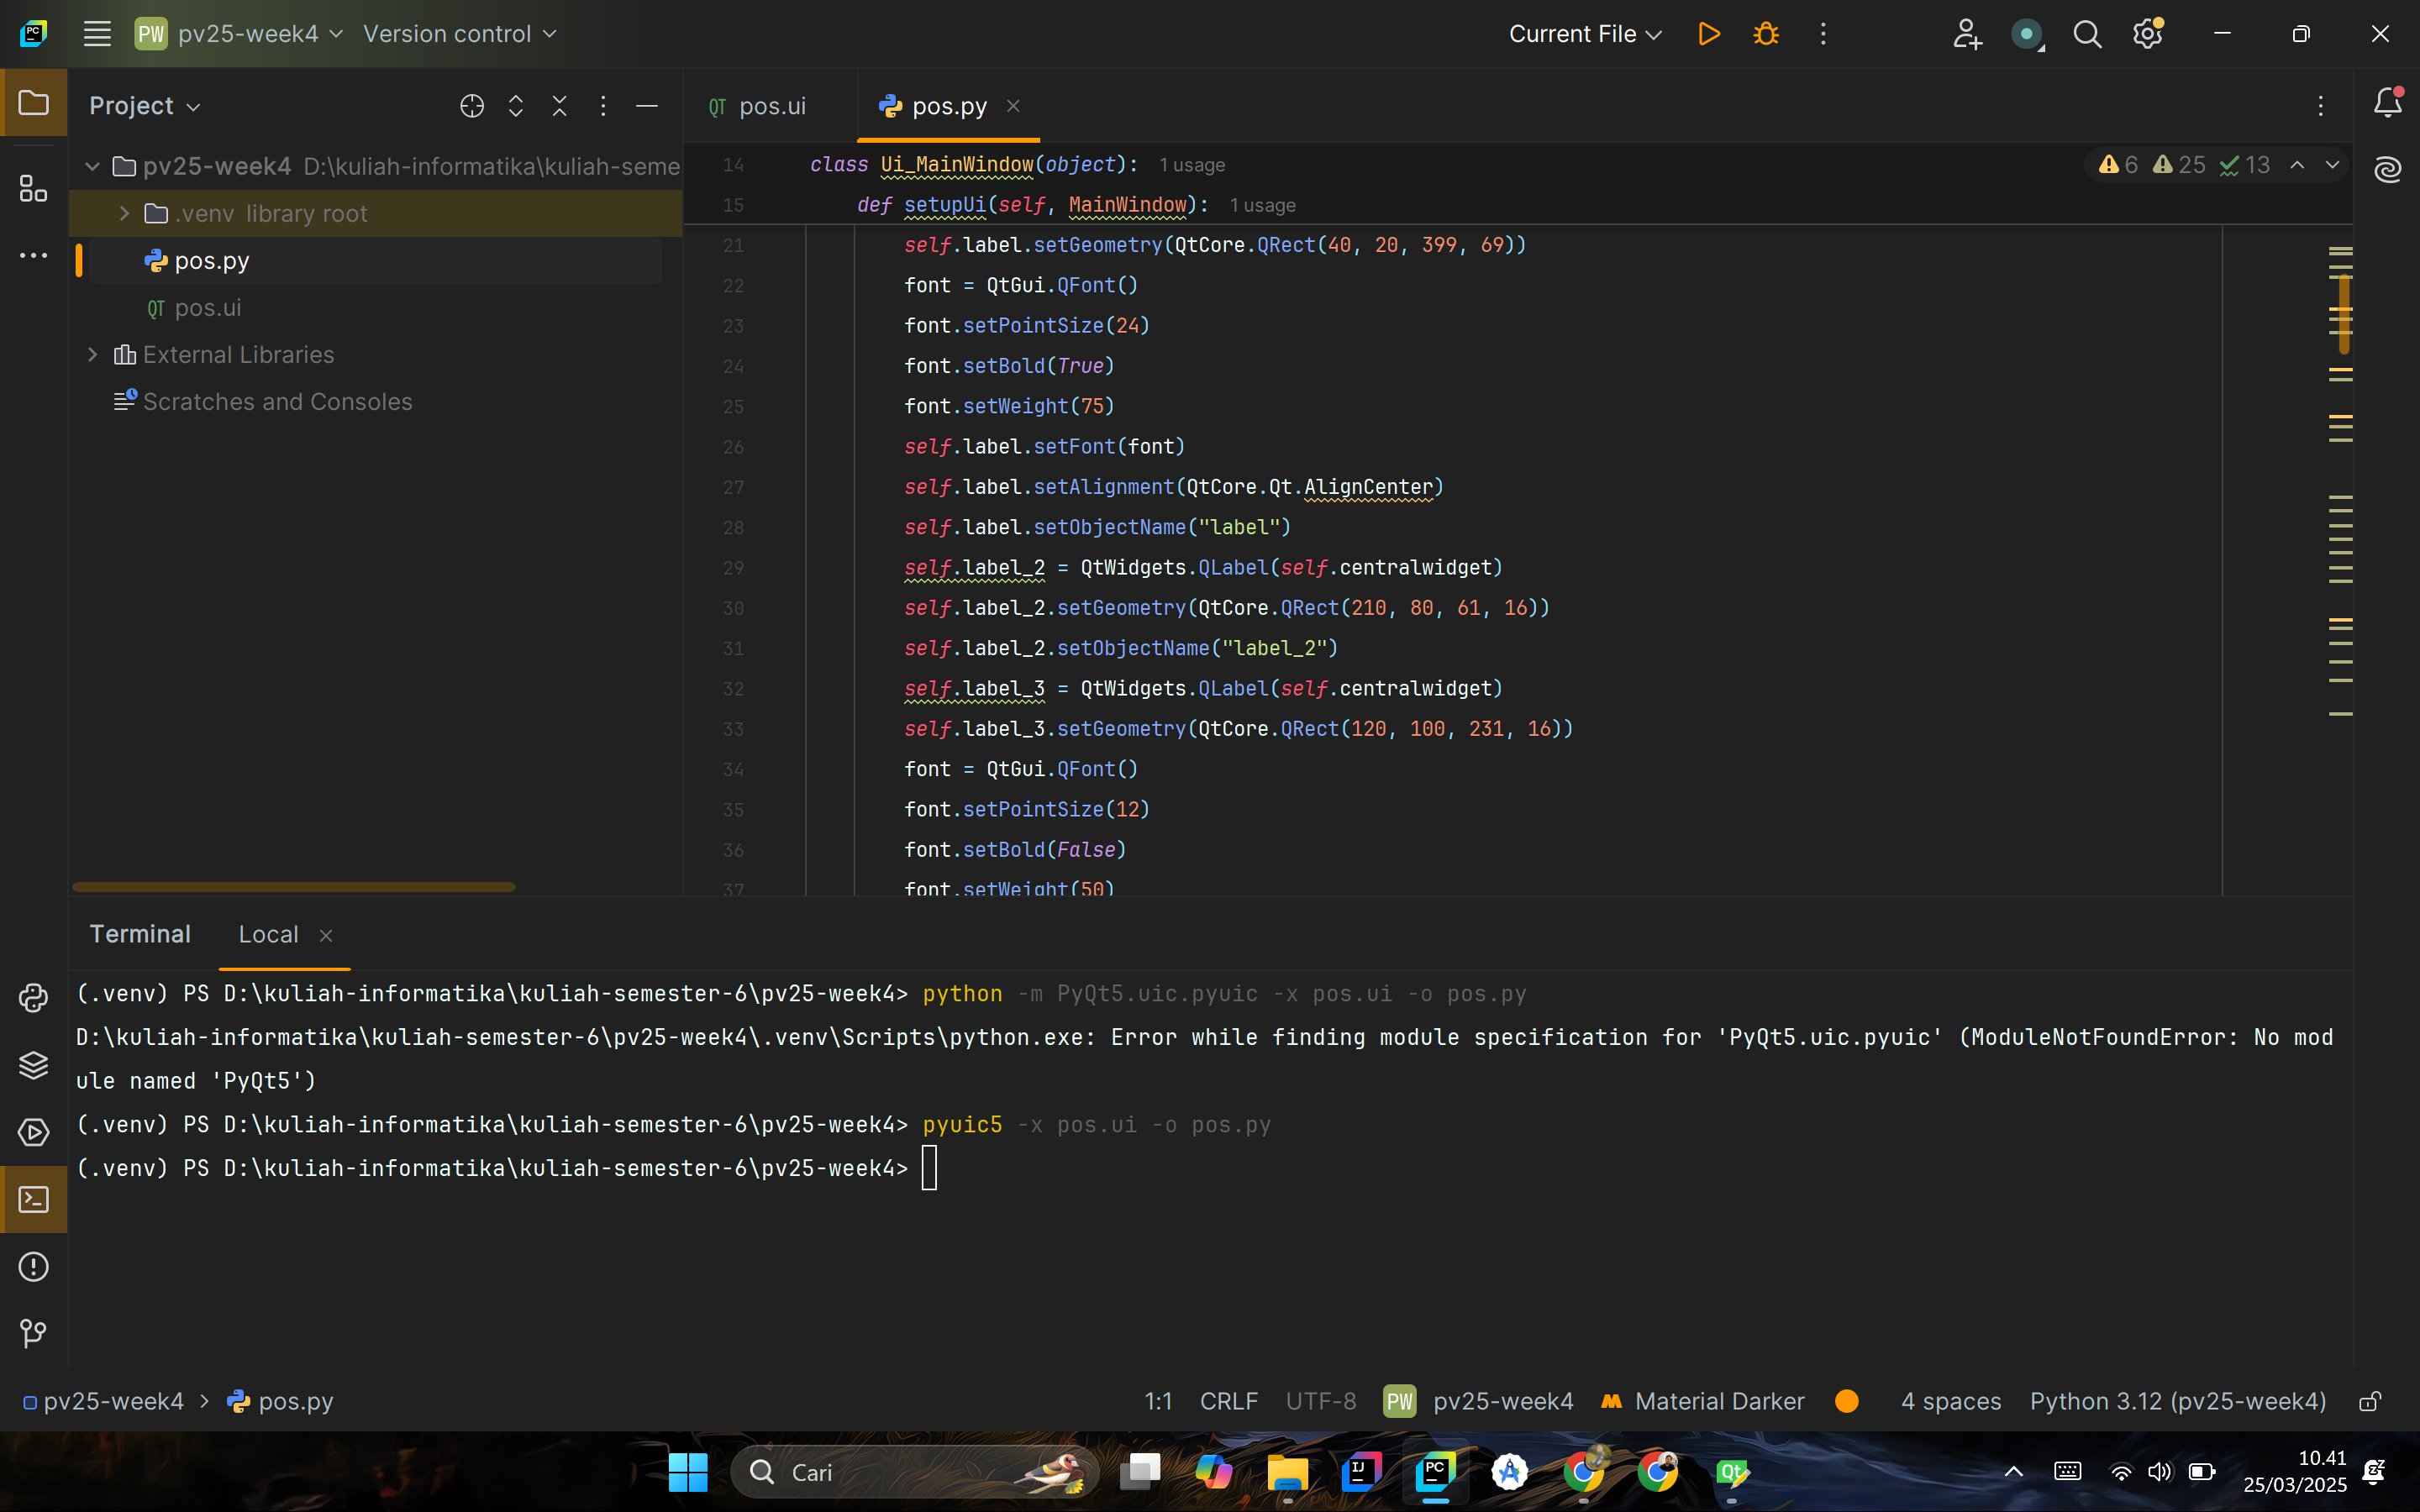 PC
PW pv25-week4 Version control
Current File
Project
pv25-week4 D:\kuliah-informatika\kuliah-seme
.venv library root
pos.py
QT pos.ui
External Libraries
Scratches and Consoles
QT pos.ui
pos.py
6 25 13
14 class Ui_MainWindow(object): 1 usage
15 def setupUi(self, MainWindow): 1 usage
21 self.label.setGeometry(QtCore.QRect(40, 20, 399, 69))
22 font = QtGui.QFont()
23 font.setPointSize(24)
24 font.setBold(True)
25 font.setWeight(75)
26 self.label.setFont(font)
27 self.label.setAlignment(QtCore.Qt.AlignCenter)
28 self.label.setObjectName("label")
29 self.label_2 = QtWidgets.QLabel(self.centralwidget)
30 self.label_2.setGeometry(QtCore.QRect(210, 80, 61, 16))
31 self.label_2.setObjectName("label_2")
32 self.label_3 = QtWidgets.QLabel(self.centralwidget)
33 self.label_3.setGeometry(QtCore.QRect(120, 100, 231, 16))
34 font = QtGui.QFont()
35 font.setPointSize(12)
36 font.setBold(False)
37 font.setWeight(50)
Terminal Local
(.venv) PS D:\kuliah-informatika\kuliah-semester-6\pv25-week4> python -m PyQt5.uic.pyuic -x pos.ui -o pos.py
D:\kuliah-informatika\kuliah-semester-6\pv25-week4\.venv\Scripts\python.exe: Error while finding module specification for 'PyQt5.uic.pyuic' (ModuleNotFoundError: No mod
ule named 'PyQt5')
(.venv) PS D:\kuliah-informatika\kuliah-semester-6\pv25-week4> pyuic5 -x pos.ui -o pos.py
(.venv) PS D:\kuliah-informatika\kuliah-semester-6\pv25-week4>
pv25-week4 > pos.py
1:1 CRLF UTF-8 PW pv25-week4 Material Darker 4 spaces Python 3.12 (pv25-week4)
Cari
IJ
PC
Qt
10.41
25/03/2025